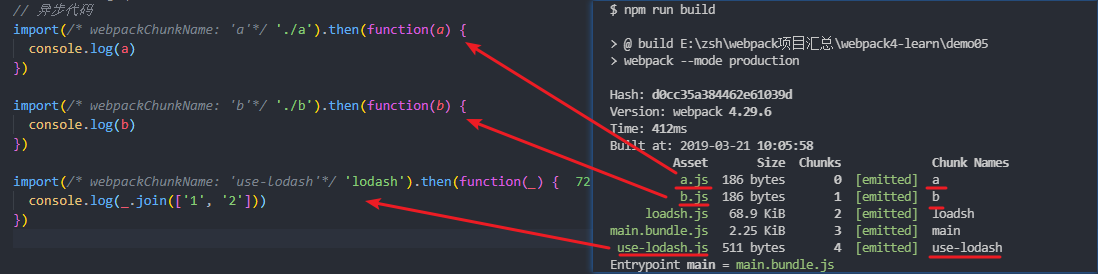 // 异步代码
import(/* webpackChunkName: 'a'*/ './a').then(function(a) {
  console.log(a)
})
import(/* webpackChunkName: 'b'*/ './b').then(function(b) {
  console.log(b)
})
import(/* webpackChunkName: 'use-lodash'*/ 'lodash').then(function(_) {  72
  console.log(_.join(['1', '2']))
})
$ npm run build
> @ build E:\zsh\webpack项目汇总\webpack4-learn\demo05
> webpack --mode production
Hash: d0cc35a384462e61039d
Version: webpack 4.29.6
Time: 412ms
Built at: 2019-03-21 10:05:58
Asset Size Chunks Chunk Names
a.js 186 bytes 0 [emitted] a
b.js 186 bytes 1 [emitted] b
loadsh.js 68.9 KiB 2 [emitted] loadsh
main.bundle.js 2.25 KiB 3 [emitted] main
use-lodash.js 511 bytes 4 [emitted] use-lodash
Entrypoint main = main.bundle.js